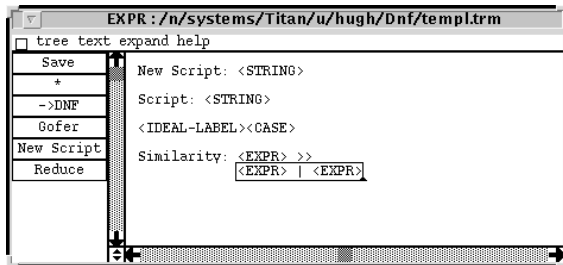 EXPR:/n/systems/Titan/u/hugh/Dnf/templ.trm
tree text expand help
Save
*
->DNF
Gofer
New Script
Reduce
New Script: <STRING>
Script: <STRING>
<IDEAL-LABEL><CASE>
Similarity: <EXPR> >>
<EXPR> | <EXPR>